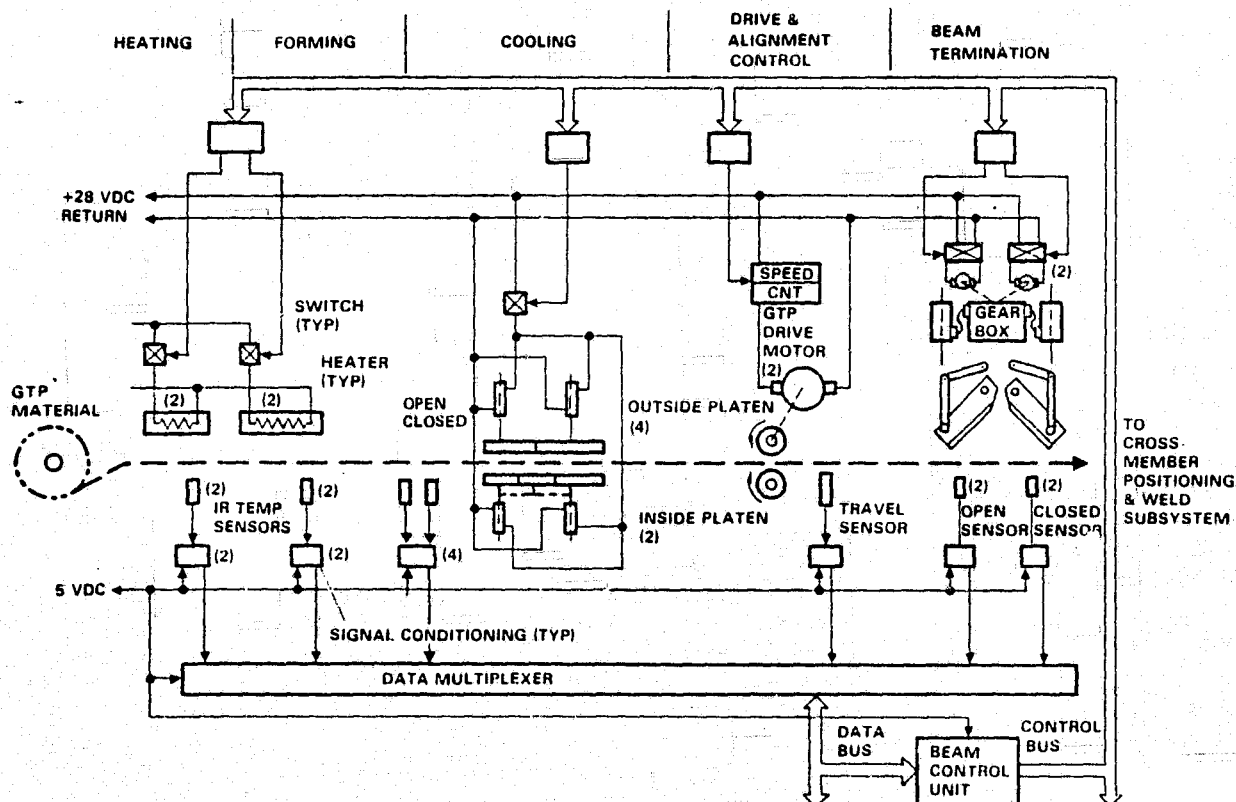 HEATING
FORMING
COOLING
DRIVE &
ALIGNMENT
CONTROL
BEAM
TERMINATION
+28 VDC
RETURN
SWITCH
(TYP)
HEATER
(TYP)
(2)
(2)
GTP
MATERIAL
OPEN
CLOSED
OUTSIDE PLATEN
(4)
SPEED
CNT
GTP
DRIVE
MOTOR
(2)
(2)
GEAR
BOX
TO
CROSS-
MEMBER
POSITIONING
& WELD
SUBSYSTEM
(2)
IR TEMP
SENSORS
(2)
(2)
(2)
(4)
INSIDE PLATEN
(2)
TRAVEL
SENSOR
(2)
OPEN
SENSOR
(2)
CLOSED
SENSOR
5 VDC
SIGNAL CONDITIONING (TYP)
DATA MULTIPLEXER
DATA
BUS
BEAM
CONTROL
UNIT
CONTROL
BUS